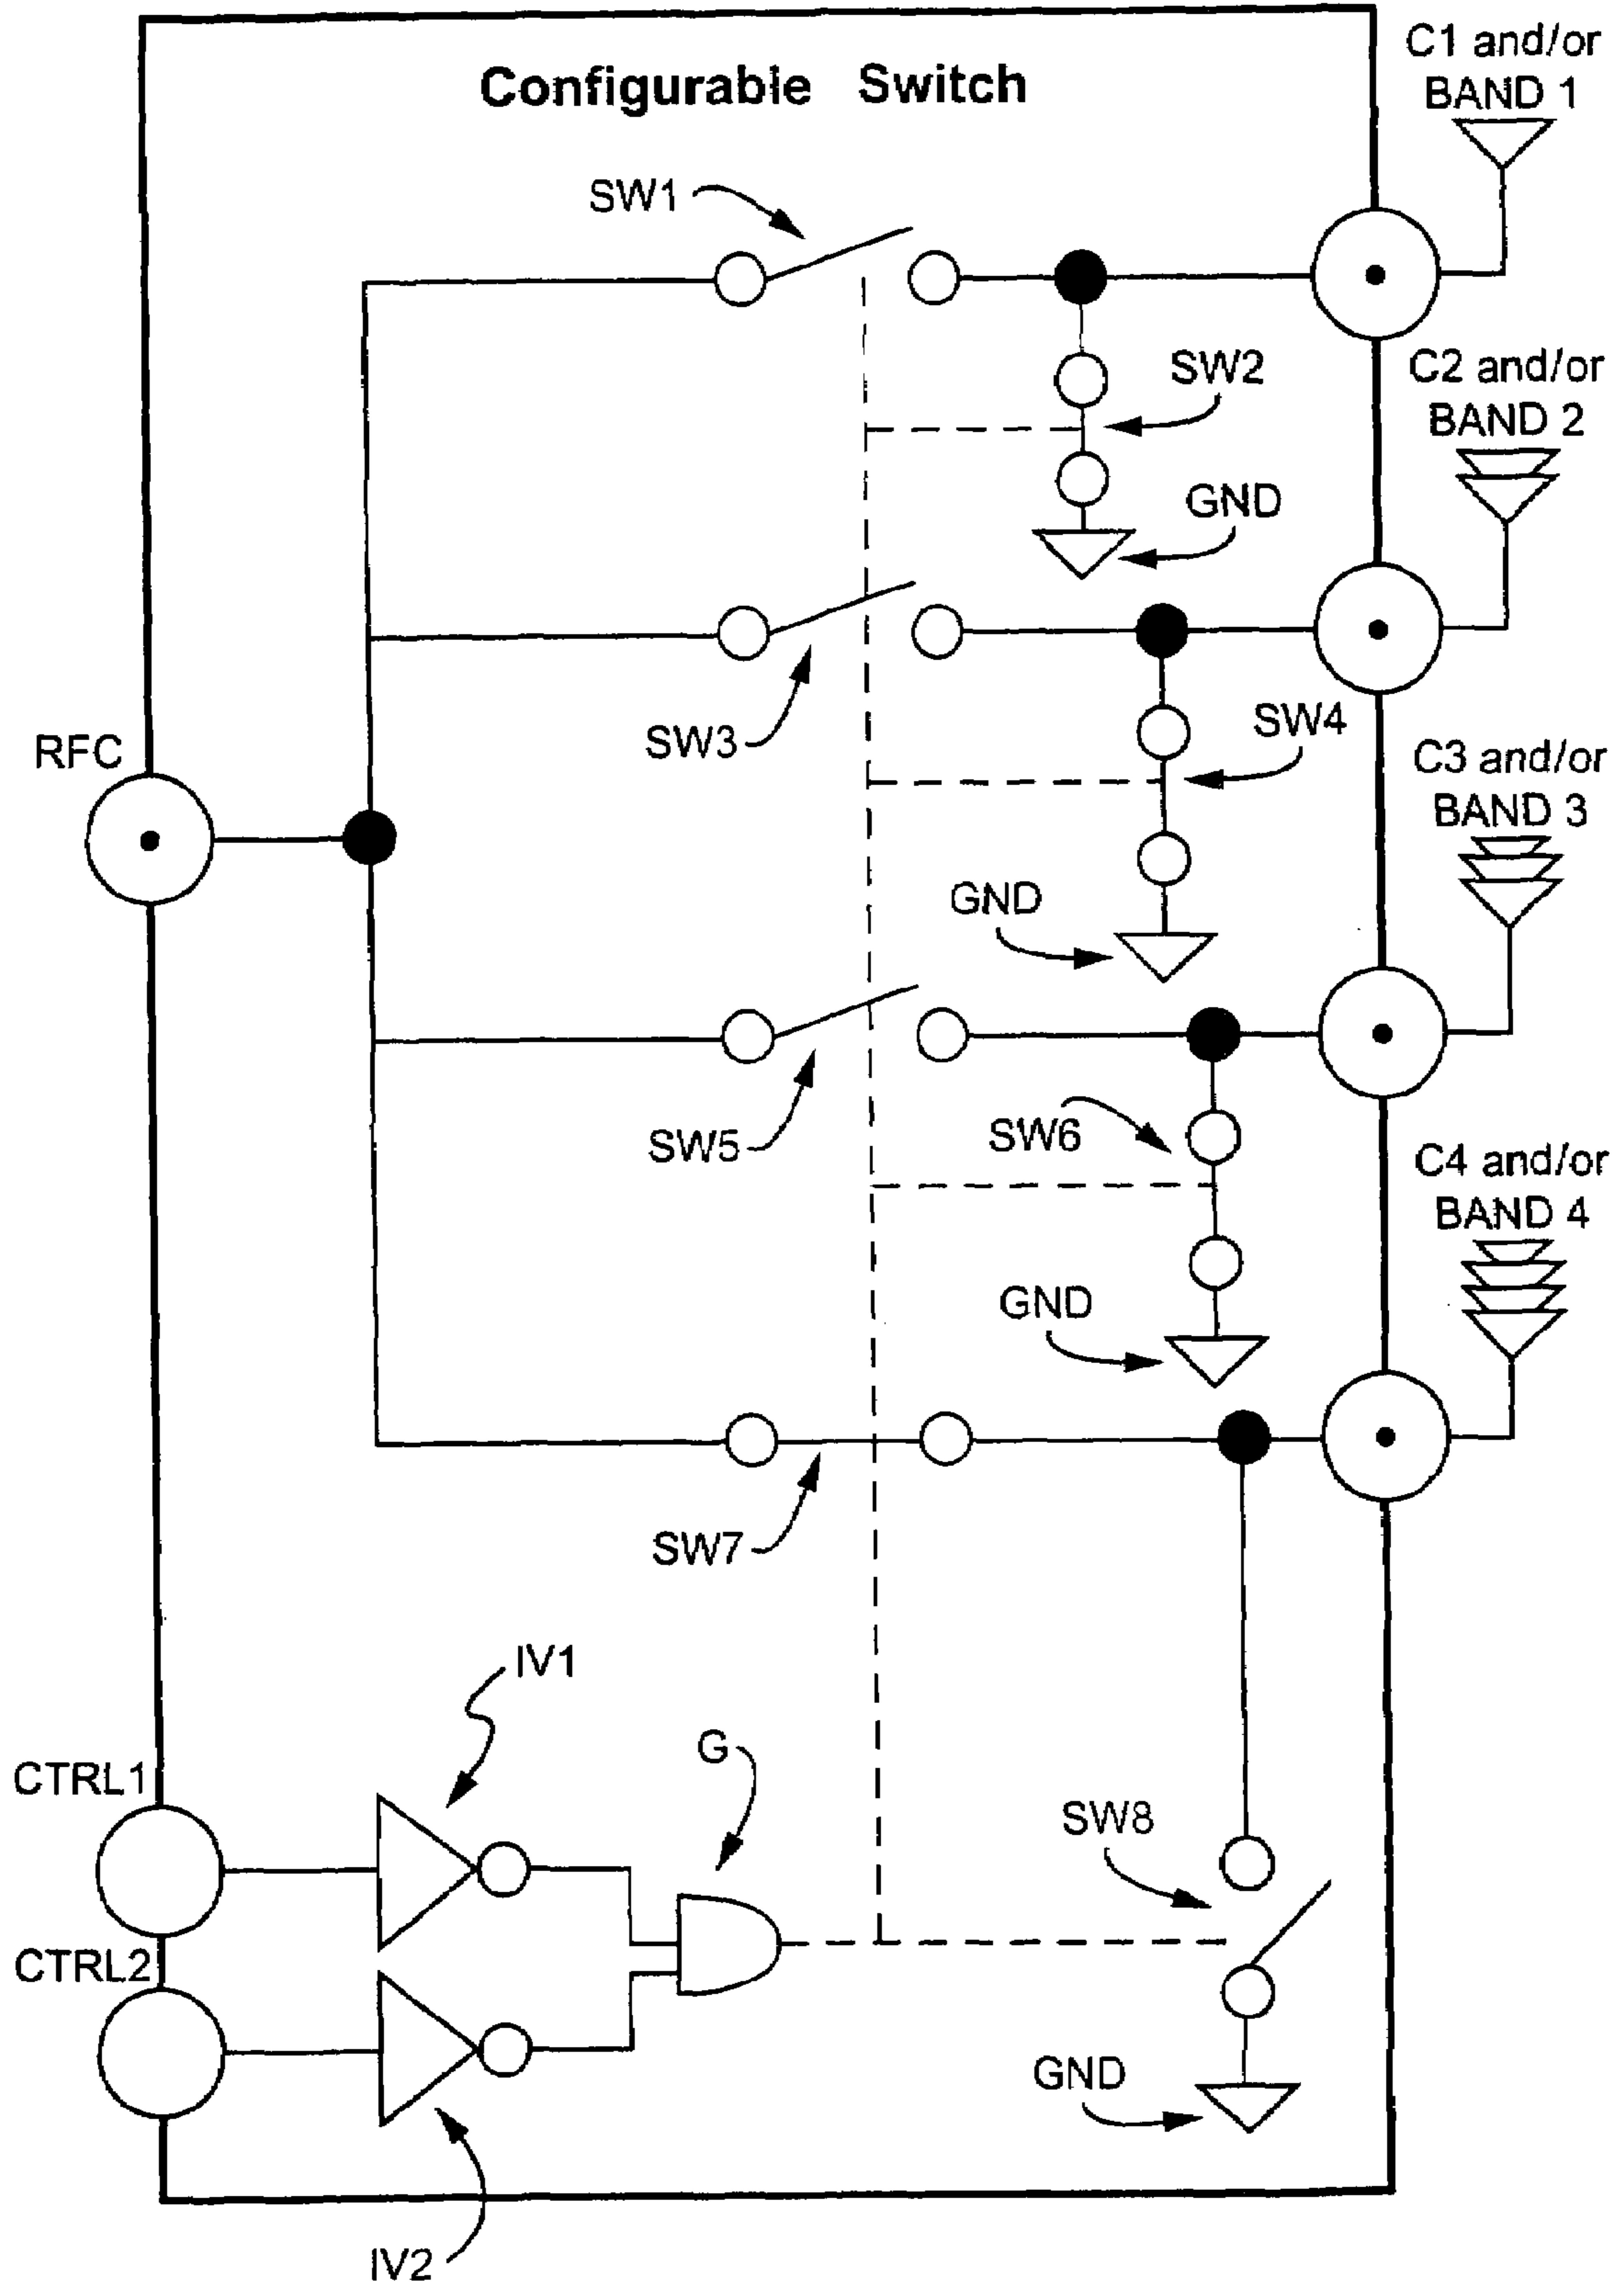 Configurable Switch
C1 and/or
BAND 1
SW1
SW2
C2 and/or
BAND 2
GND
SW3
SW4
RFC
C3 and/or
BAND 3
GND
SW5
SW6
C4 and/or
BAND 4
GND
SW7
IV1
G
CTRL1
SW8
CTRL2
GND
IV2